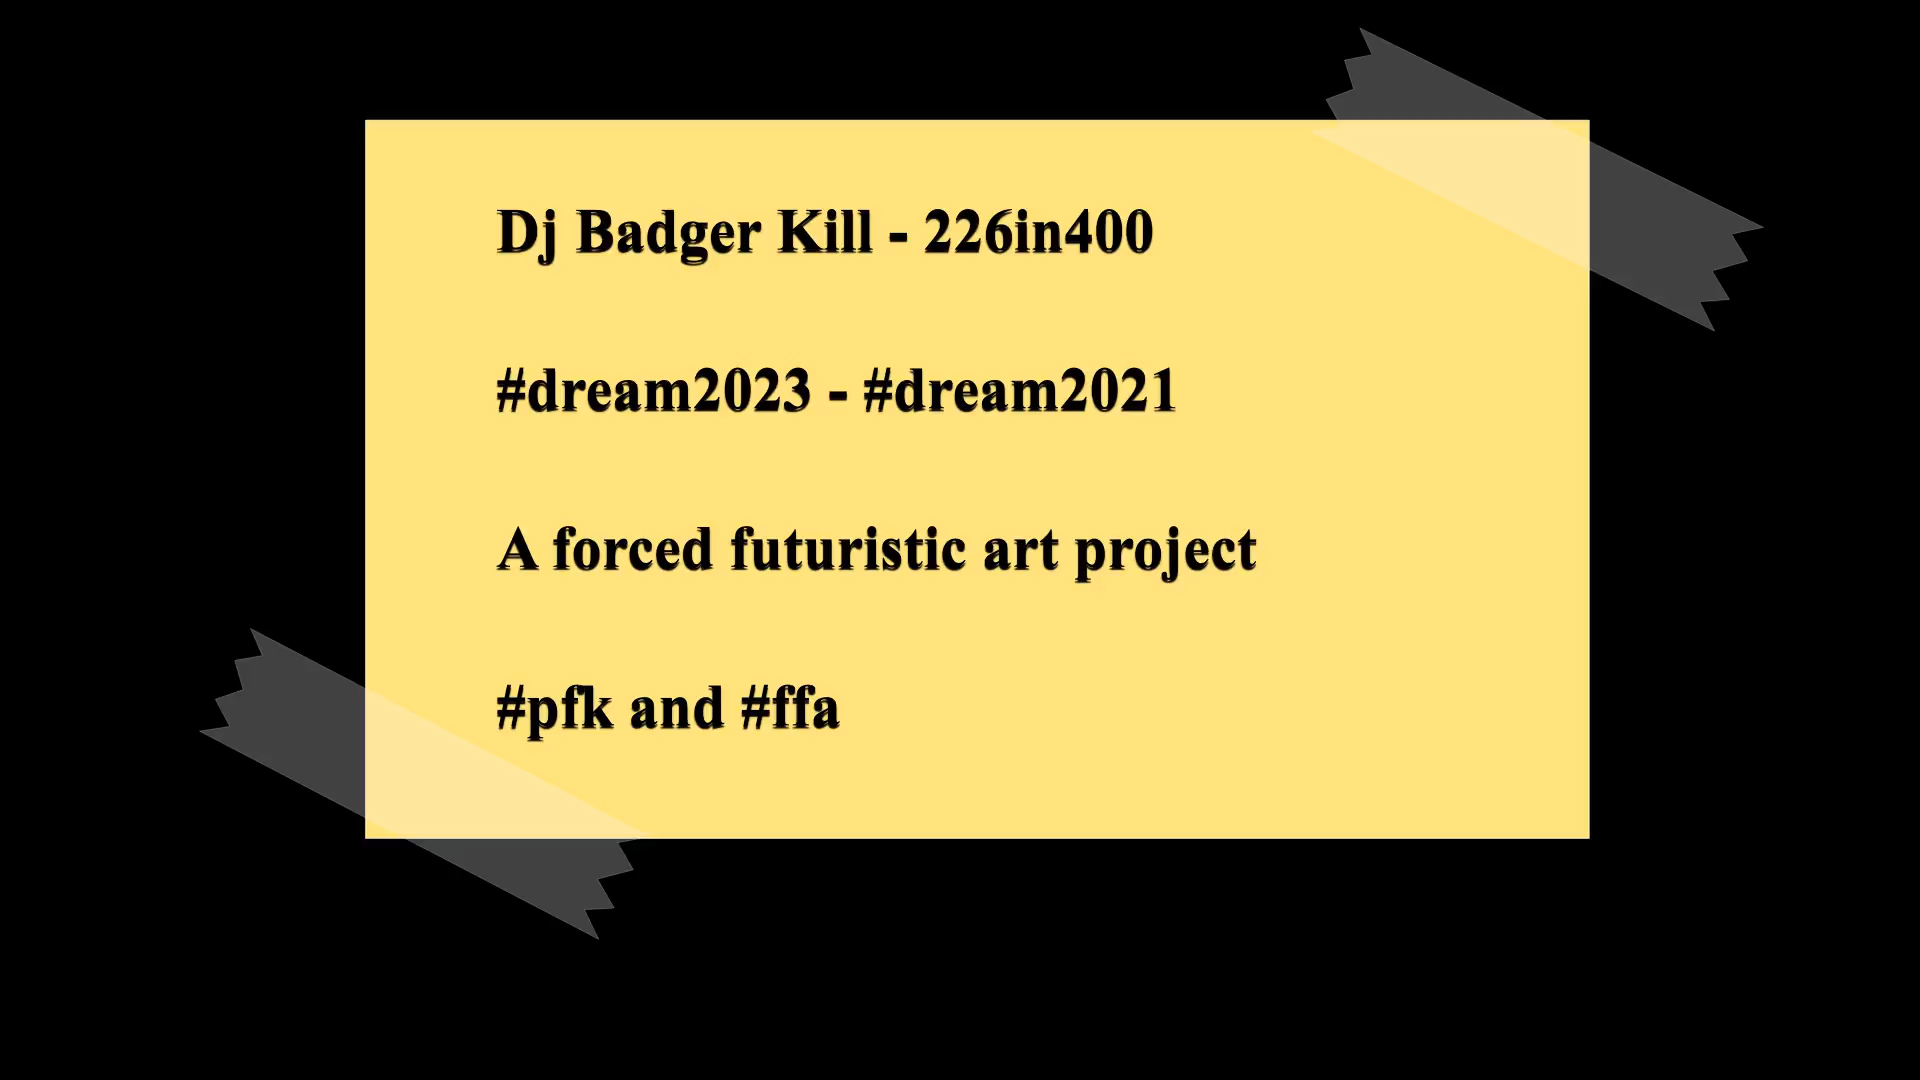 Dj Badger Kill - 226in400
#dream2023 - #dream2021
A forced futuristic art project
#pfk and #ffa